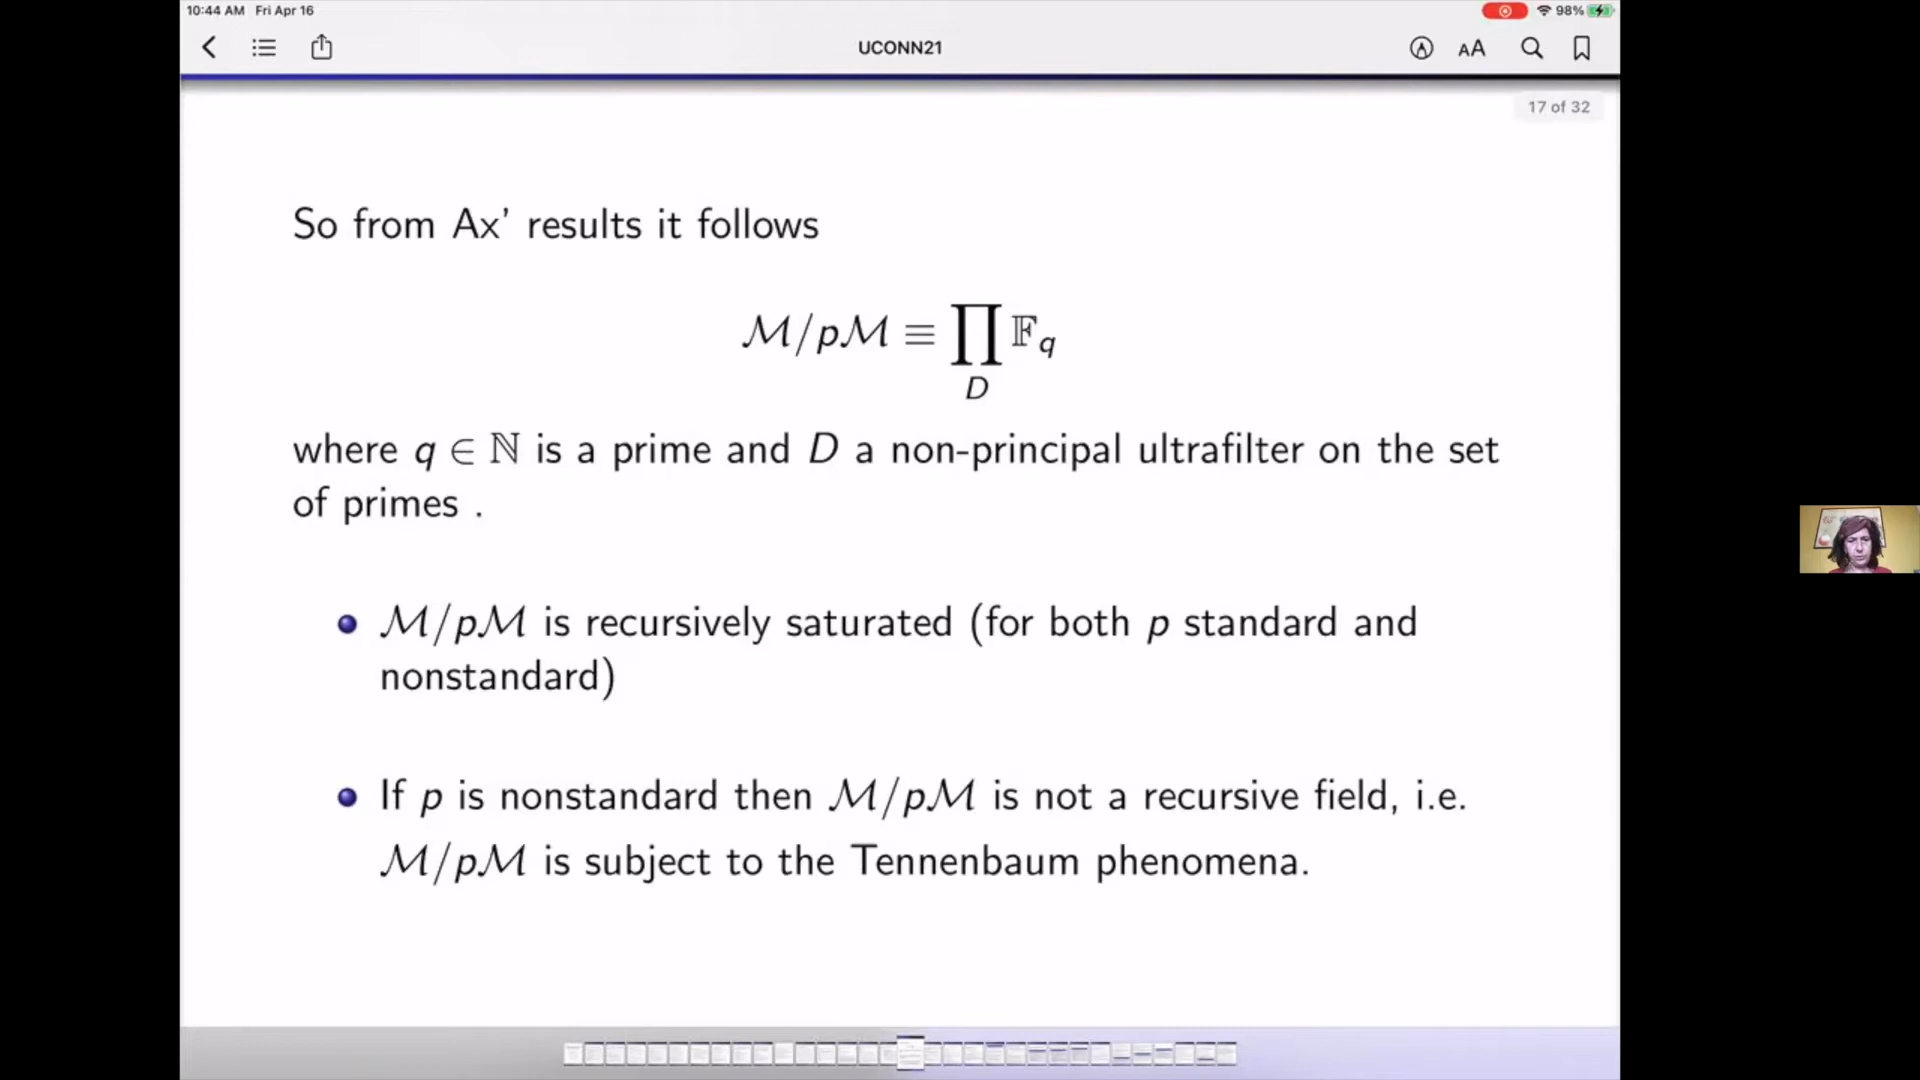 10:44 AM Fri Apr 16
98%
UCONN21
AA
17 of 32
So from Ax' results it follows
ℳ/pℳ ≡ ∏ 𝔽q
D
where q ∈ ℕ is a prime and D a non-principal ultrafilter on the set
of primes .
ℳ/pℳ is recursively saturated (for both p standard and
nonstandard)
If p is nonstandard then ℳ/pℳ is not a recursive field, i.e.
ℳ/pℳ is subject to the Tennenbaum phenomena.